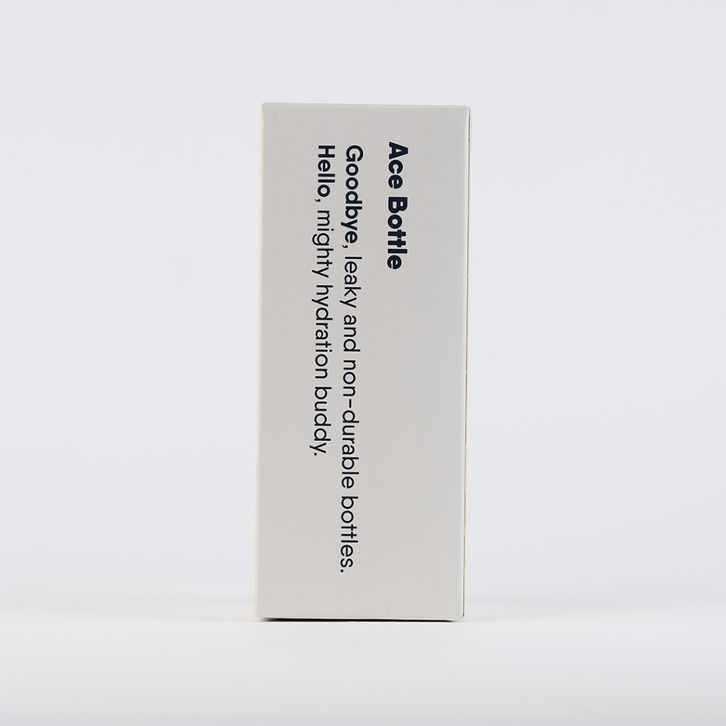 Ace Bottle
Goodbye, leaky and non-durable bottles.
Hello, mighty hydration buddy.